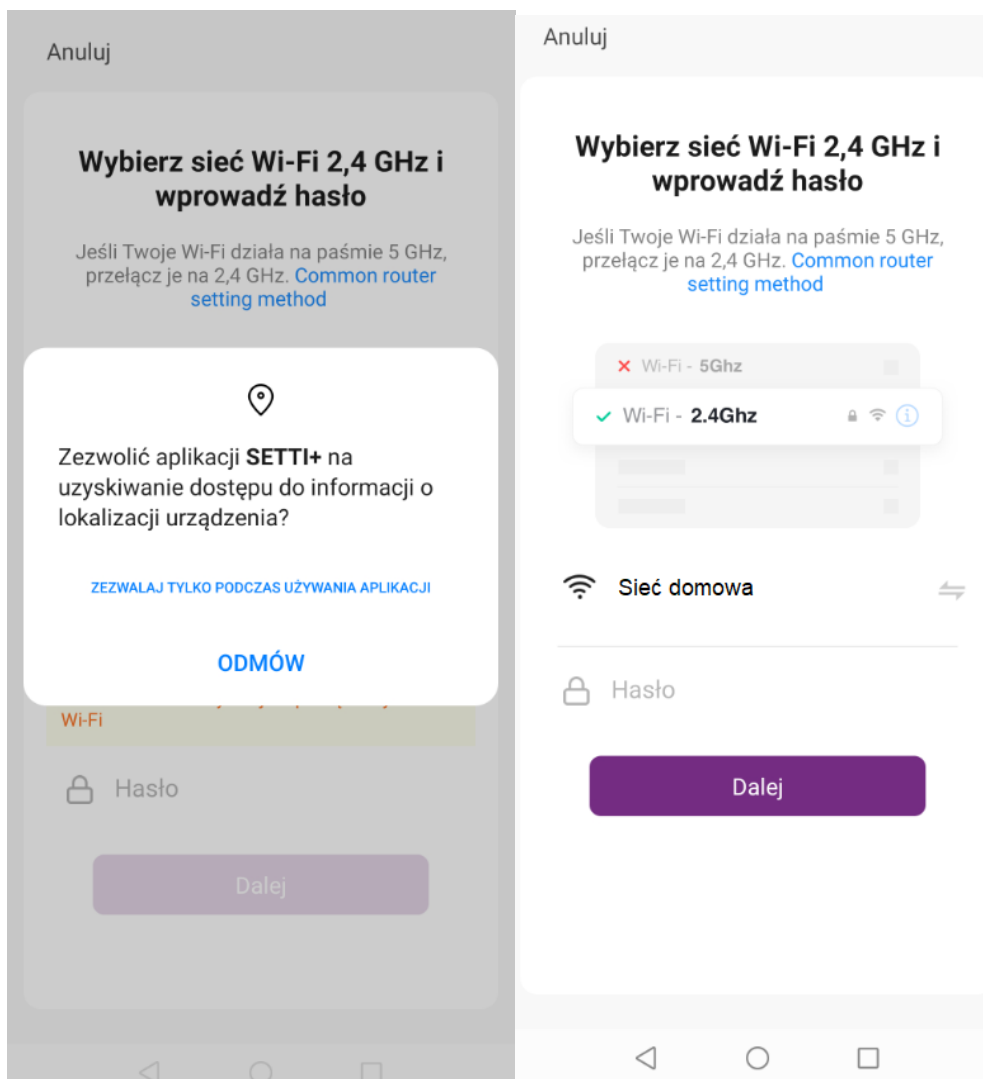 Anuluj
Wybierz sieć Wi-Fi 2,4 GHz i
wprowadź hasło
Jeśli Twoje Wi-Fi działa na paśmie 5 GHz,
przełącz je na 2,4 GHz. Common router
setting method
Zezwolić aplikacji SETTI+ na
uzyskiwanie dostępu do informacji o
lokalizacji urządzenia?
ZEZWALAJ TYLKO PODCZAS UŻYWANIA APLIKACJI
ODMÓW
Wi-Fi
Hasło
Dalej
Anuluj
Wybierz sieć Wi-Fi 2,4 GHz i
wprowadź hasło
Jeśli Twoje Wi-Fi działa na paśmie 5 GHz,
przełącz je na 2,4 GHz. Common router
setting method
Wi-Fi - 5Ghz
Wi-Fi - 2.4Ghz
Sieć domowa
Hasło
Dalej